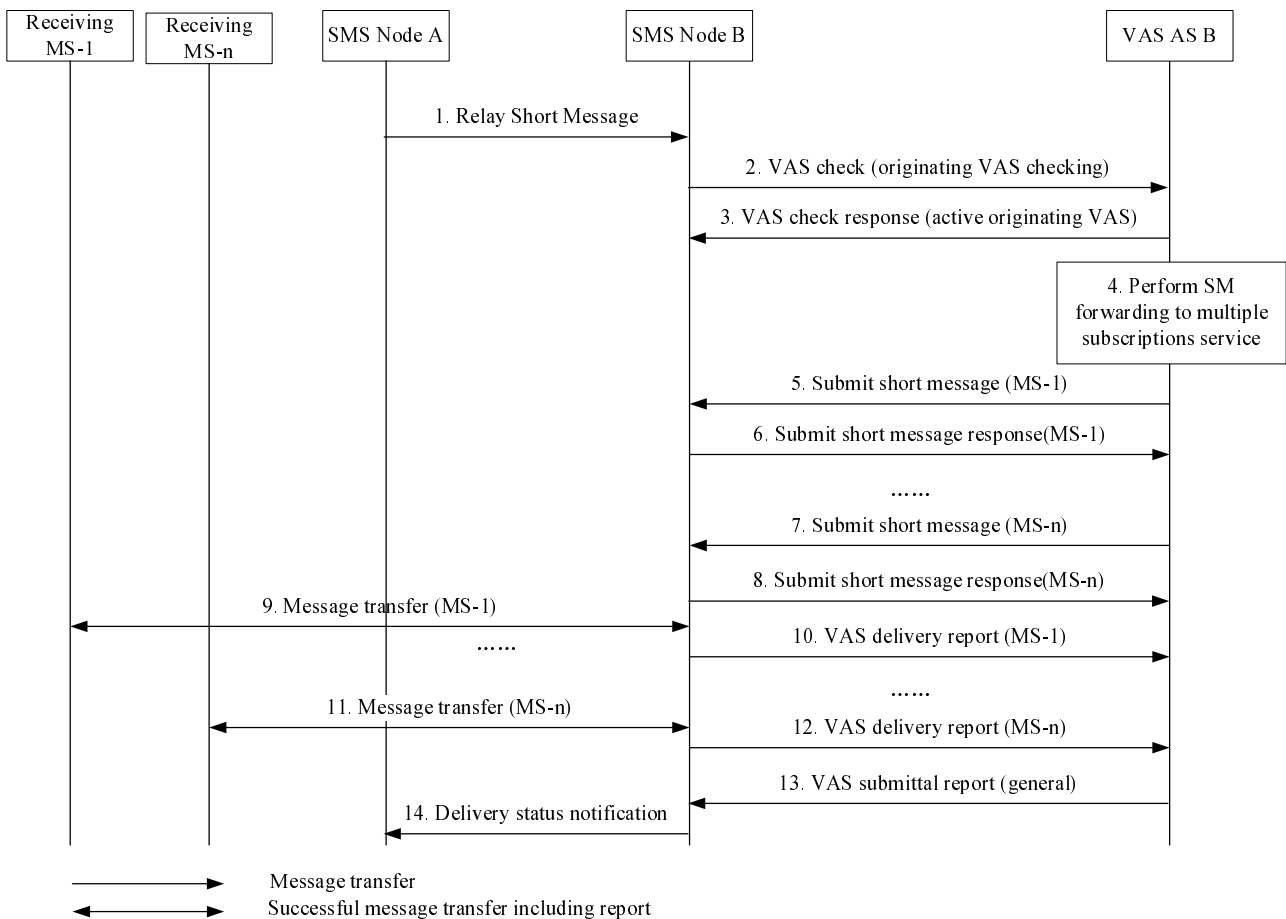 Receiving
MS-1
Receiving
MS-n
SMS Node A
SMS Node B
VAS AS B
1. Relay Short Message
2. VAS check (originating VAS checking)
3. VAS check response (active originating VAS)
4. Perform SM
forwarding to multiple
subscriptions service
5. Submit short message (MS-1)
6. Submit short message response(MS-1)
......
7. Submit short message (MS-n)
8. Submit short message response(MS-n)
9. Message transfer (MS-1)
......
10. VAS delivery report (MS-1)
......
11. Message transfer (MS-n)
12. VAS delivery report (MS-n)
13. VAS submittal report (general)
14. Delivery status notification
Message transfer
Successful message transfer including report